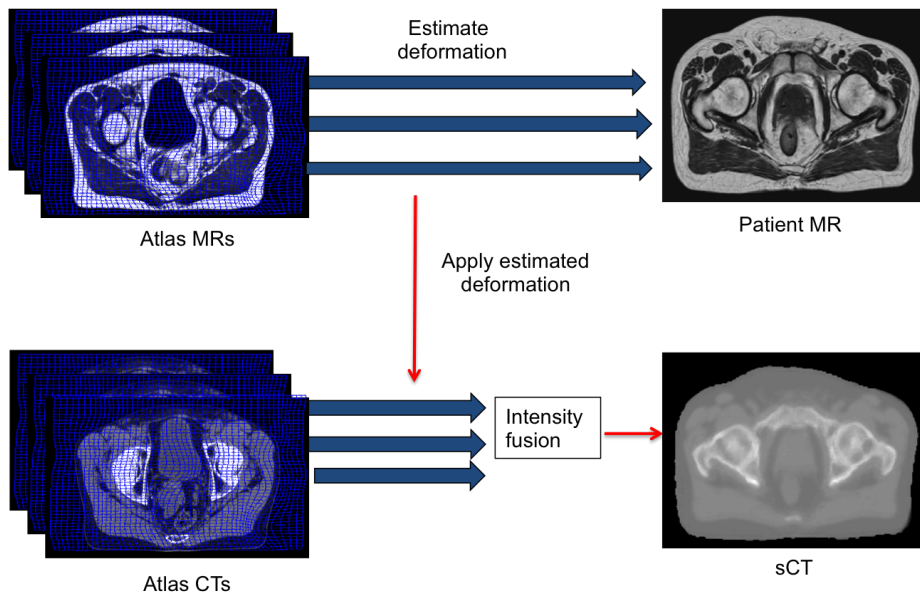 Estimate
deformation
Atlas MRs
Patient MR
Apply estimated
deformation
Intensity
fusion
Atlas CTs
sCT